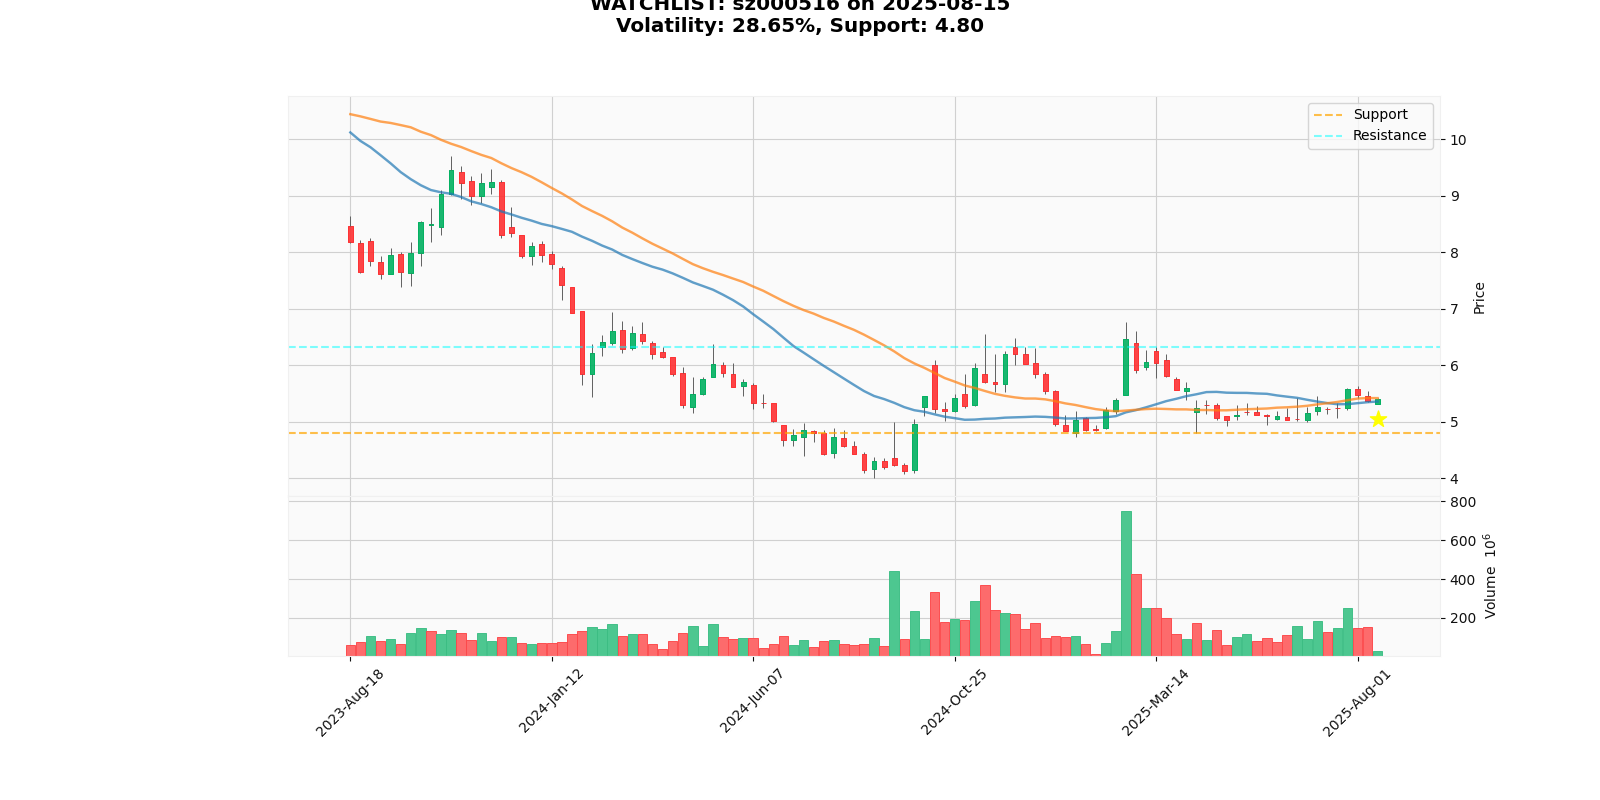 WATCHLIST: sz000516 on 2025-08-15
Volatility: 28.65%, Support: 4.80
Support
Resistance
10
9
8
7
6
5
4
Price
800
600
400
200
Volume 10^6
2023-Aug-18
2024-Jan-12
2024-Jun-07
2024-Oct-25
2025-Mar-14
2025-Aug-01